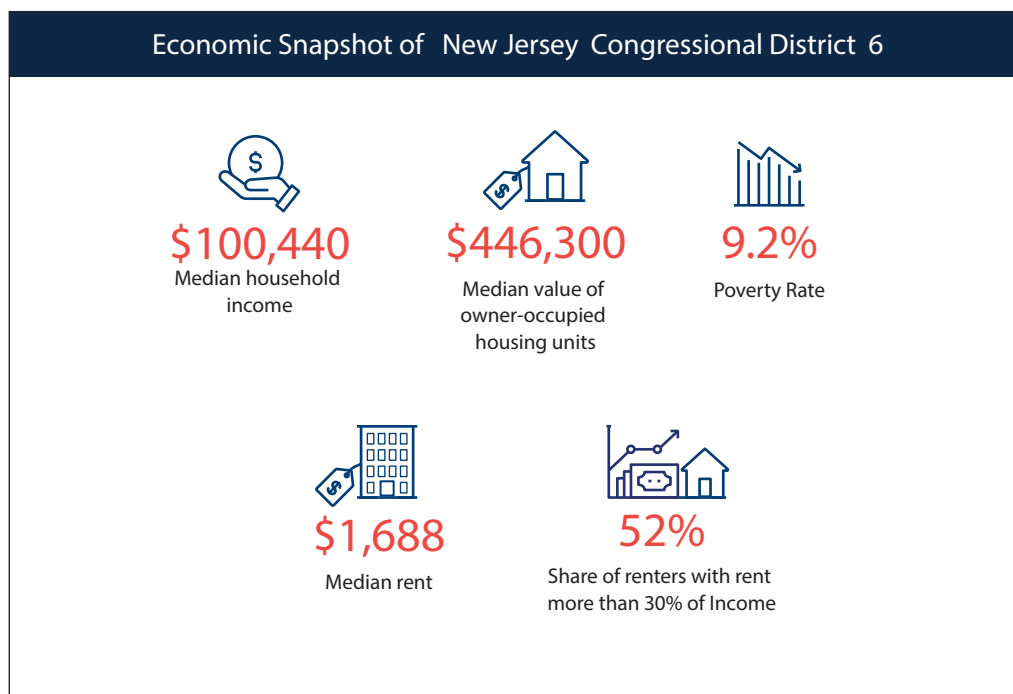 Economic Snapshot of New Jersey Congressional District 6
$
$
$100,440
Median household
income
$446,300
Median value of
owner-occupied
housing units
9.2%
Poverty Rate
$
$1,688
Median rent
52%
Share of renters with rent
more than 30% of Income